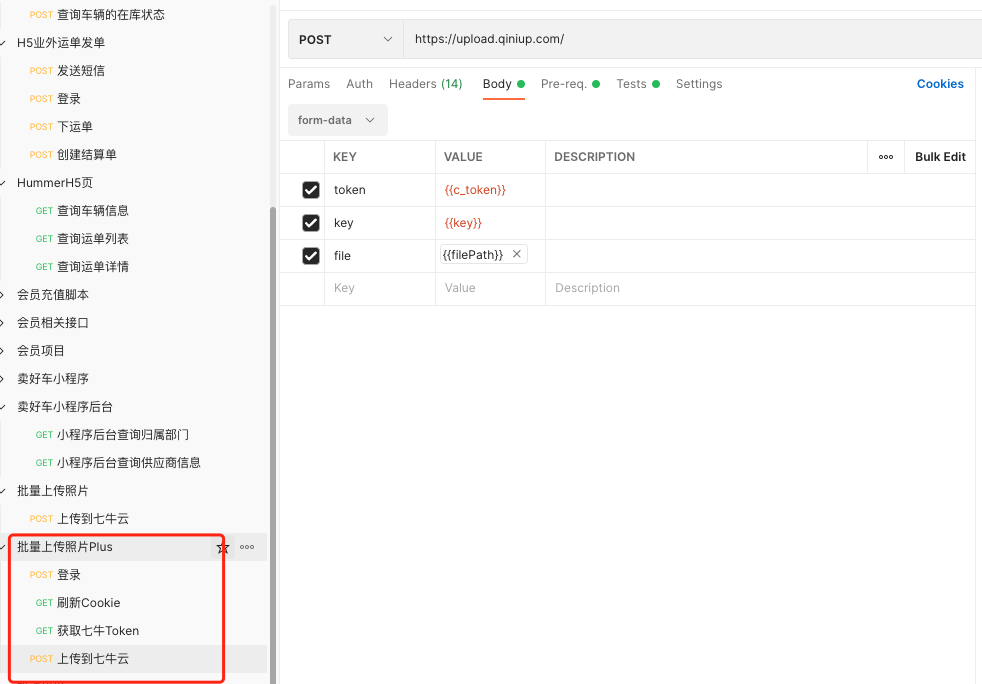 POST 查询车辆的在库状态
H5业外运单发单
POST 发送短信
POST 登录
POST 下运单
POST 创建结算单
HummerH5页
GET 查询车辆信息
GET 查询运单列表
GET 查询运单详情
会员充值脚本
会员相关接口
会员项目
卖好车小程序
卖好车小程序后台
GET 小程序后台查询归属部门
GET 小程序后台查询供应商信息
批量上传照片
POST 上传到七牛云
批量上传照片Plus
POST 登录
GET 刷新Cookie
GET 获取七牛Token
POST 上传到七牛云
POST https://upload.qiniup.com/
Params Auth Headers (14) Body Pre-req. Tests Settings Cookies
form-data
KEY VALUE DESCRIPTION Bulk Edit
token {{c_token}}
key {{key}}
file {{filePath}}
Key Value Description